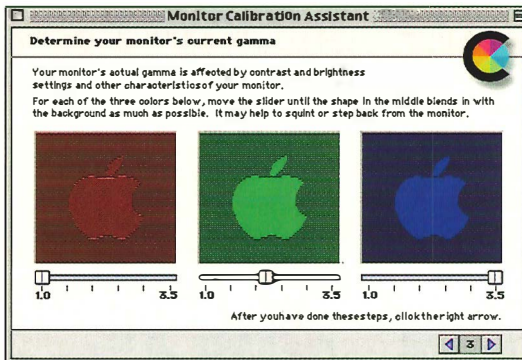 Monitor Calibration Assistant
Determine your monitor's current gamma
Your monitor's aotual gamma is affected by contrast and brightness
settings and other characteristics of your monitor.
For each of the three colors below, move the slider until the shape in the middle blends in with
the background as much as possible. It may help to squint or step back from the monitor.
1.0 3.5 1.0 3.5 1.0 3.5
After you have done these steps, oliok the right arrow.
3